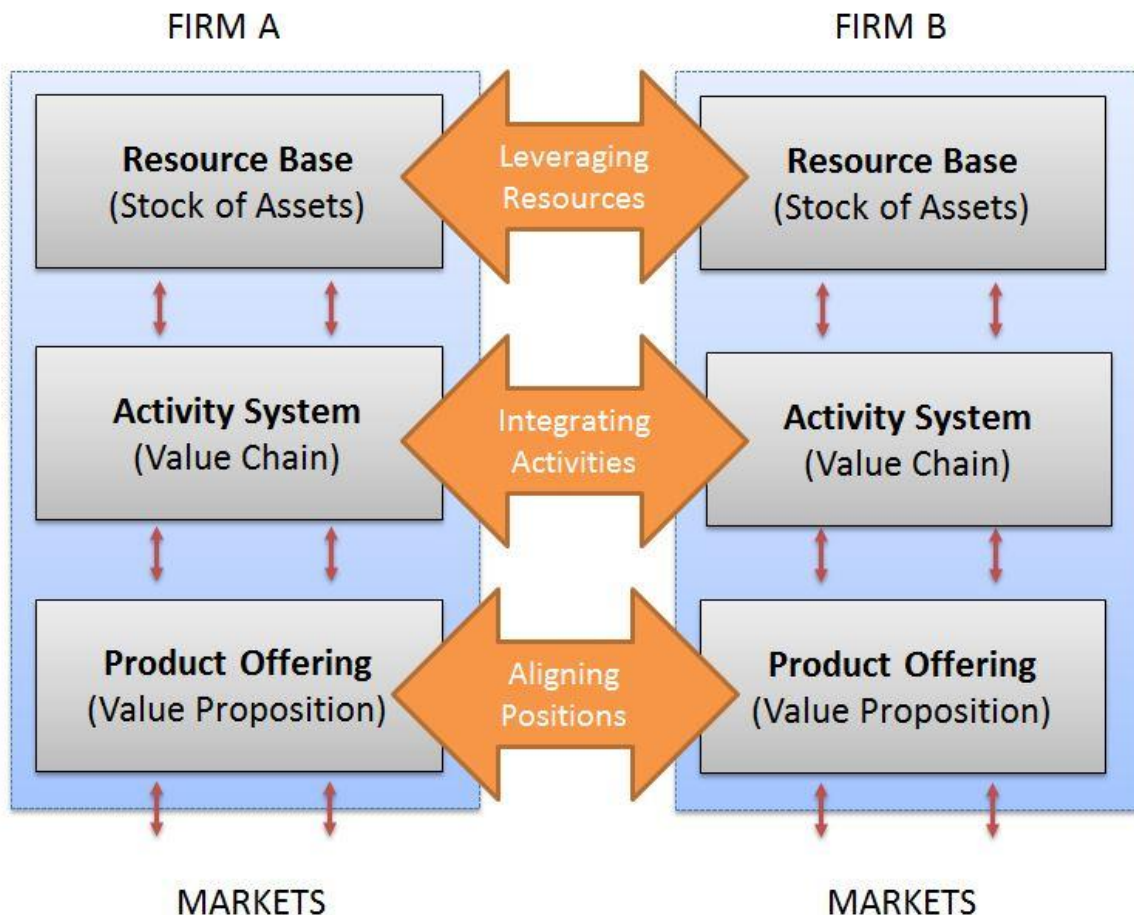 FIRM A
FIRM B
Resource Base
(Stock of Assets)
Leveraging
Resources
Resource Base
(Stock of Assets)
Activity System
(Value Chain)
Integrating
Activities
Activity System
(Value Chain)
Product Offering
(Value Proposition)
Aligning
Positions
Product Offering
(Value Proposition)
MARKETS
MARKETS